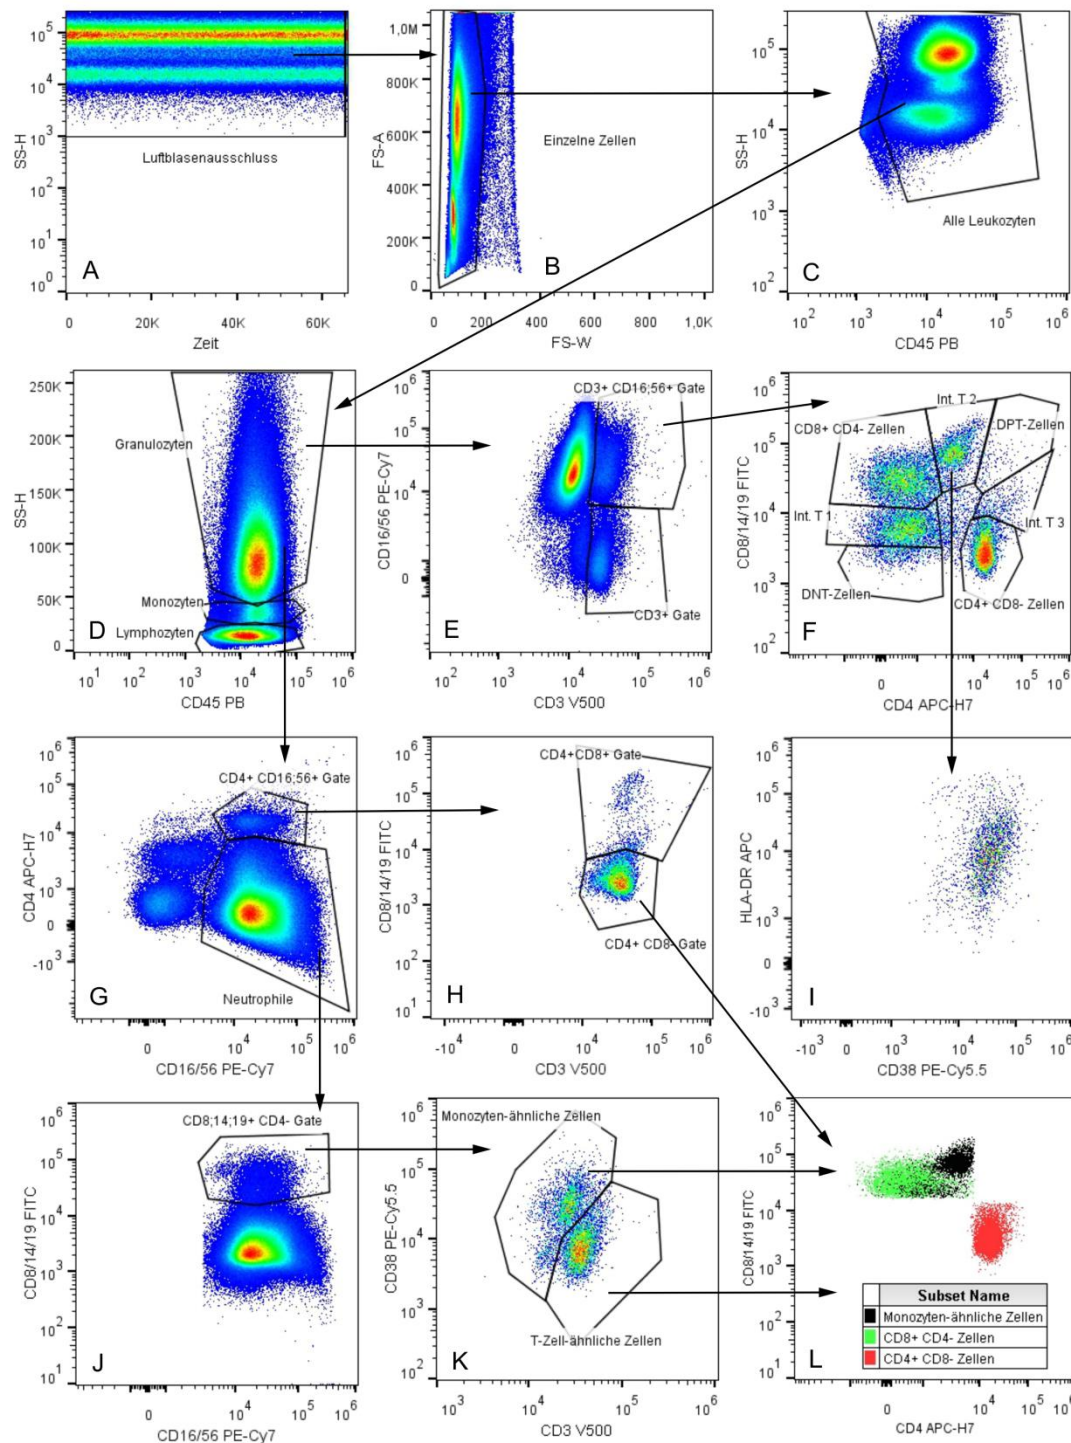 10^5
10^4
10^3
10^2
10^1
10^0
SS-H
Luftblasenausschluss
A
0 20K 40K 60K
Zeit
1,0M
800K
600K
400K
200K
0
FS-A
Einzelne Zellen
B
0 200 400 600 800 1,0K
FS-W
10^5
10^4
10^3
10^2
SS-H
Alle Leukozyten
C
10^2 10^3 10^4 10^5 10^6
CD45 PB
250K
200K
150K
100K
50K
0
SS-H
Granulozyten
Monozyten
Lymphozyten
D
10^1 10^2 10^3 10^4 10^5 10^6
CD45 PB
10^6
10^5
10^4
0
CD16/56 PE-Cy7
CD3+ CD16;56+ Gate
CD3+ Gate
E
10^2 10^3 10^4 10^5 10^6
CD3 V500
10^6
10^5
10^4
10^3
10^2
CD8/14/19 FITC
Int. T 2
CD8+ CD4- Zellen
DPT-Zellen
Int. T 1
Int. T 3
DNT-Zellen
CD4+ CD8- Zellen
F
0 10^4 10^5 10^6
CD4 APC-H7
10^6
10^5
10^4
10^3
0
-10^3
CD4 APC-H7
CD4+ CD16;56+ Gate
Neutrophile
G
0 10^4 10^5 10^6
CD16/56 PE-Cy7
10^6
10^5
10^4
10^3
10^2
10^1
CD8/14/19 FITC
CD4+CD8+ Gate
CD4+ CD8- Gate
H
-10^4 0 10^4 10^5 10^6
CD3 V500
10^6
10^5
10^4
10^3
0
-10^3
HLA-DR APC
I
-10^3 0 10^3 10^4 10^5 10^6
CD38 PE-Cy5.5
10^6
10^5
10^4
10^3
10^2
10^1
CD8/14/19 FITC
CD8;14;19+ CD4- Gate
J
0 10^4 10^5 10^6
CD16/56 PE-Cy7
10^6
10^5
10^4
10^3
10^2
CD38 PE-Cy5.5
Monozyten-ähnliche Zellen
T-Zell-ähnliche Zellen
K
10^3 10^4 10^5 10^6
CD3 V500
10^6
10^5
10^4
10^3
10^2
10^1
CD8/14/19 FITC
Subset Name
Monozyten-ähnliche Zellen
CD8+ CD4- Zellen
CD4+ CD8- Zellen
L
0 10^3 10^4 10^5 10^6
CD4 APC-H7